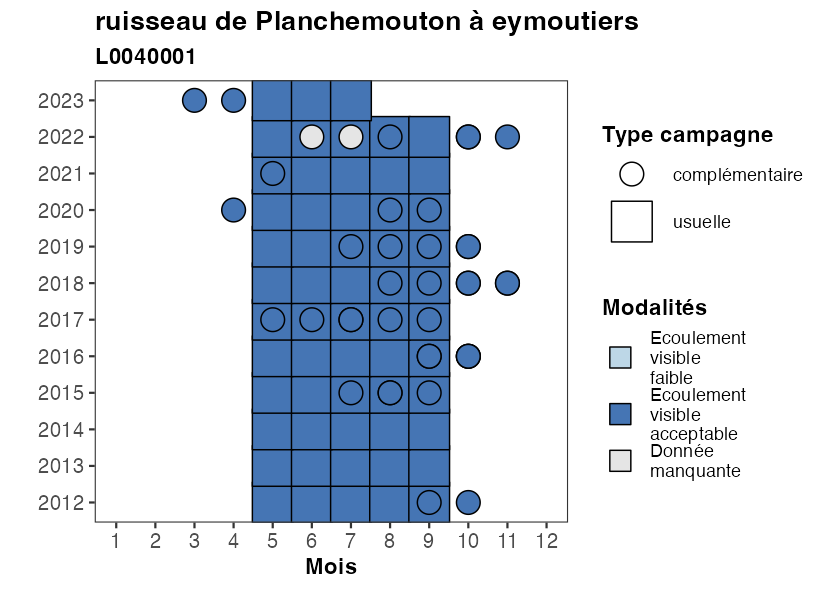 ruisseau de Planchemouton à eymoutiers
L0040001
2023
2022
2021
2020
2019
2018
2017
2016
2015
2014
2013
2012
1 2 3 4 5 6 7 8 9 10 11 12
Mois
Type campagne
complémentaire
usuelle
Modalités
Ecoulement
visible
faible
Ecoulement
visible
acceptable
Donnée
manquante